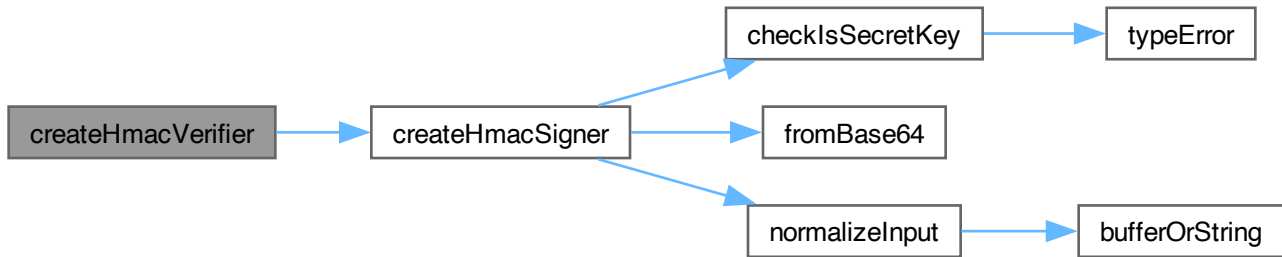 createHmacVerifier
createHmacSigner
checkIsSecretKey
typeError
fromBase64
normalizeInput
bufferOrString